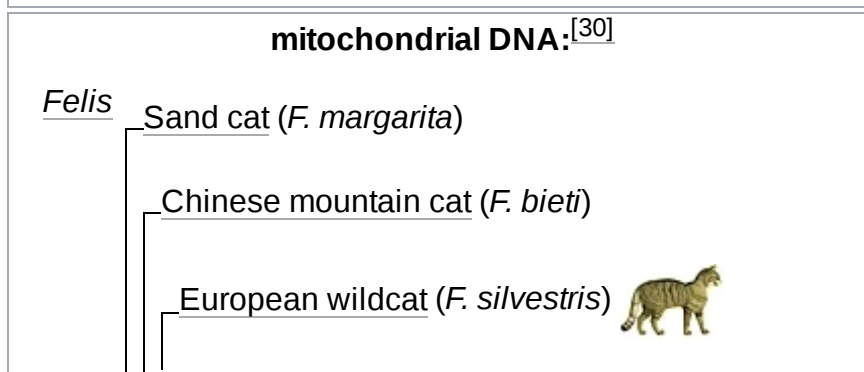 mitochondrial DNA:[30]
Felis
Sand cat (F. margarita)
Chinese mountain cat (F. bieti)
European wildcat (F. silvestris)